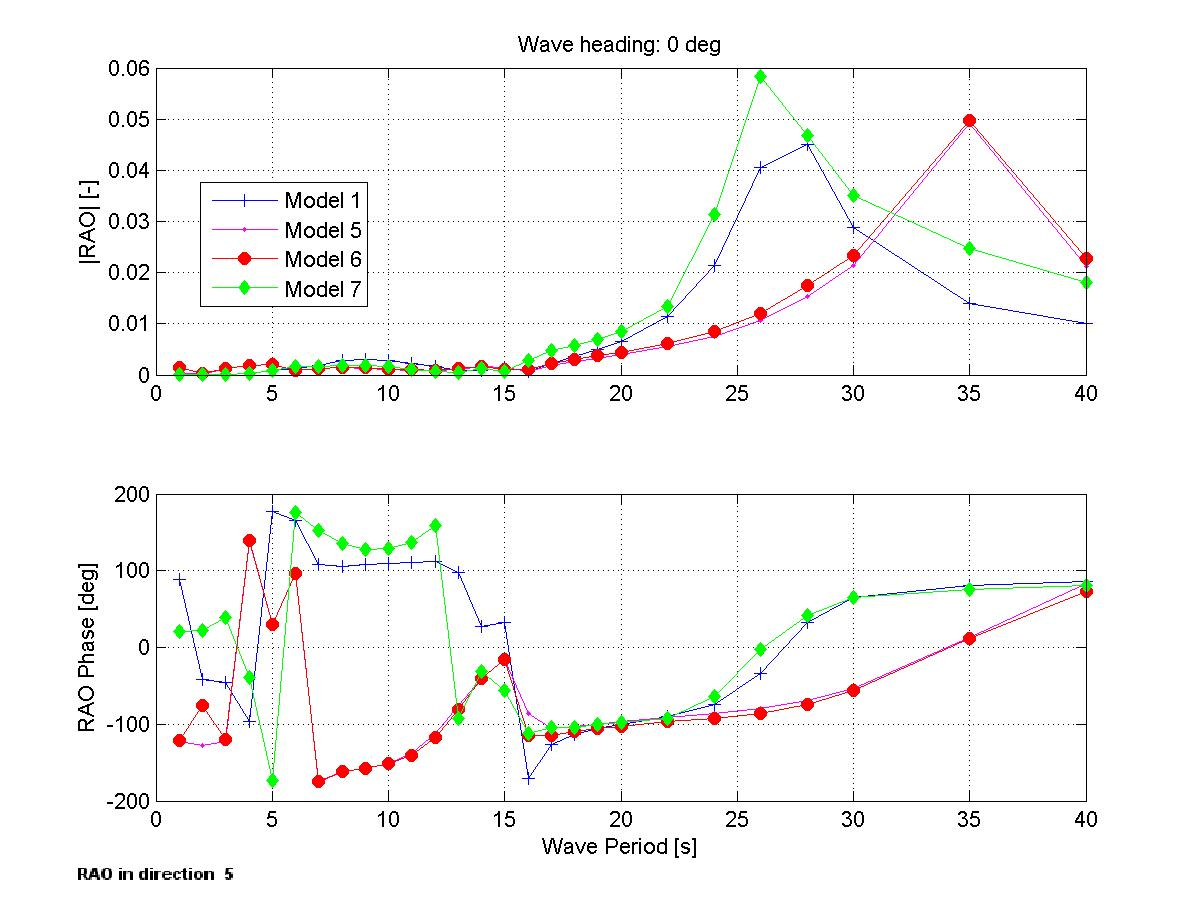 Wave heading: 0 deg
0.06
0.05
0.04
0.03
0.02
0.01
0
|RAO| [-]
Model 1
Model 5
Model 6
Model 7
0 5 10 15 20 25 30 35 40
200
100
0
-100
-200
RAO Phase [deg]
0 5 10 15 20 25 30 35 40
Wave Period [s]
RAO in direction 5